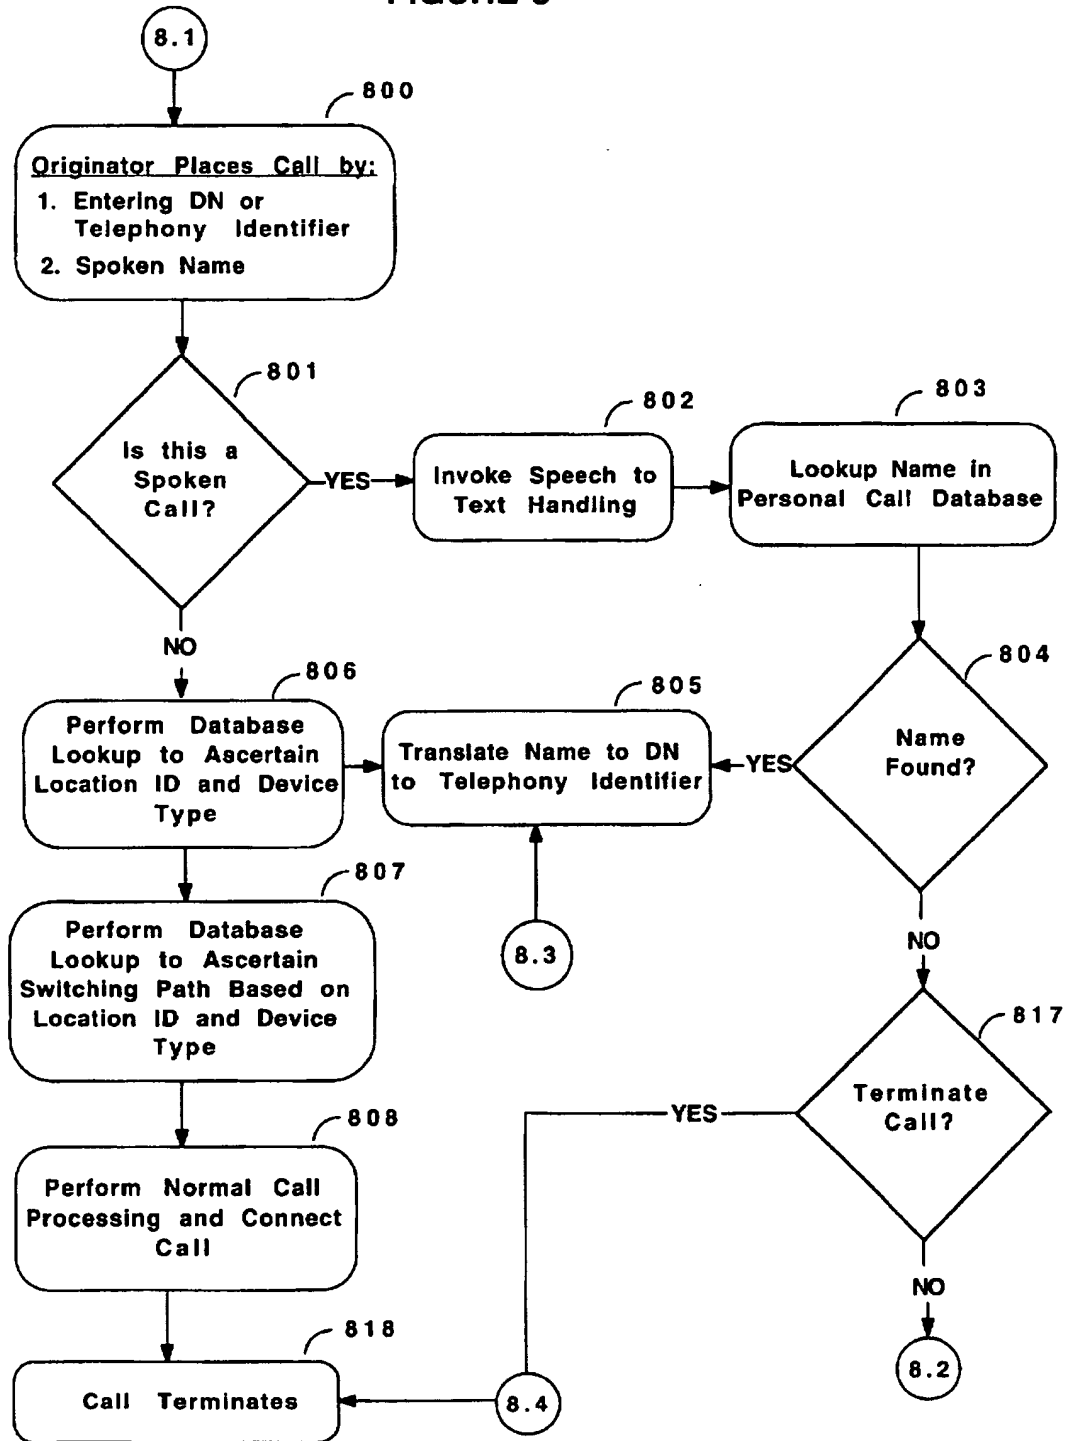 8.1
800
Originator Places Call by:
1. Entering DN or
Telephony Identifier
2. Spoken Name
801
Is this a
Spoken
Call?
YES
802
Invoke Speech to
Text Handling
803
Lookup Name in
Personal Call Database
NO
804
Name
Found?
YES
805
Translate Name to DN
to Telephony Identifier
806
Perform Database
Lookup to Ascertain
Location ID and Device
Type
807
Perform Database
Lookup to Ascertain
Switching Path Based on
Location ID and Device
Type
8.3
NO
817
Terminate
Call?
YES
808
Perform Normal Call
Processing and Connect
Call
NO
8.2
818
Call Terminates
8.4